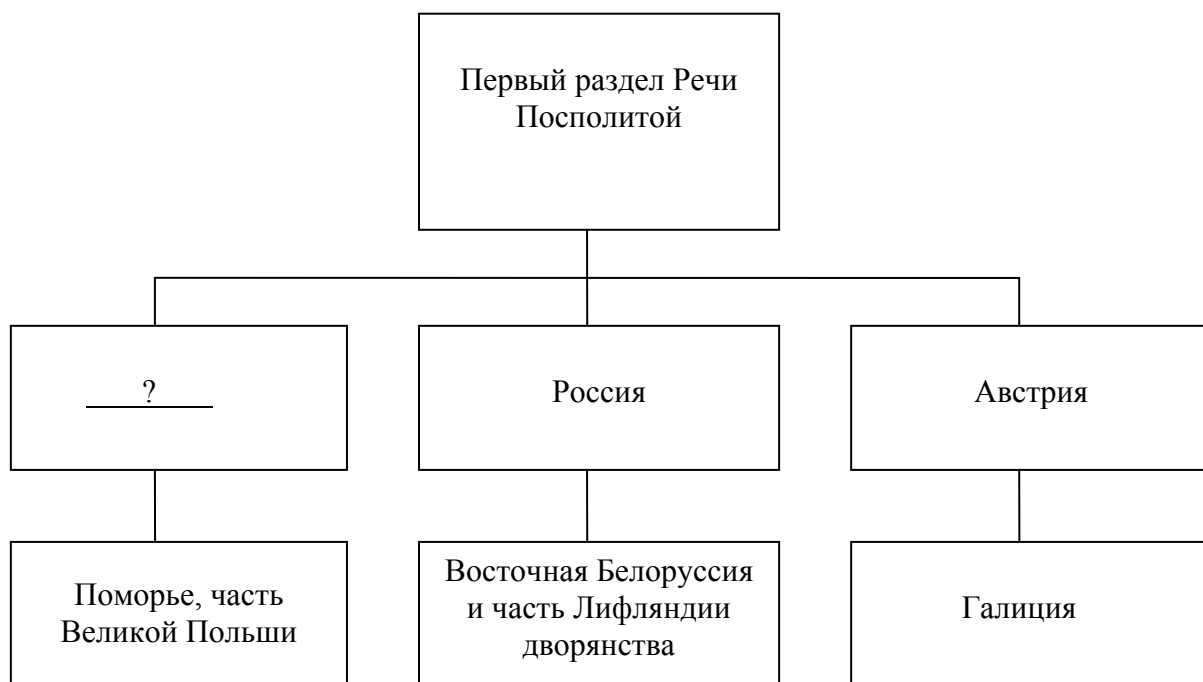 Первый раздел Речи
Посполитой
?
Россия
Австрия
Поморье, часть
Великой Польши
Восточная Белоруссия
и часть Лифляндии
дворянства
Галиция